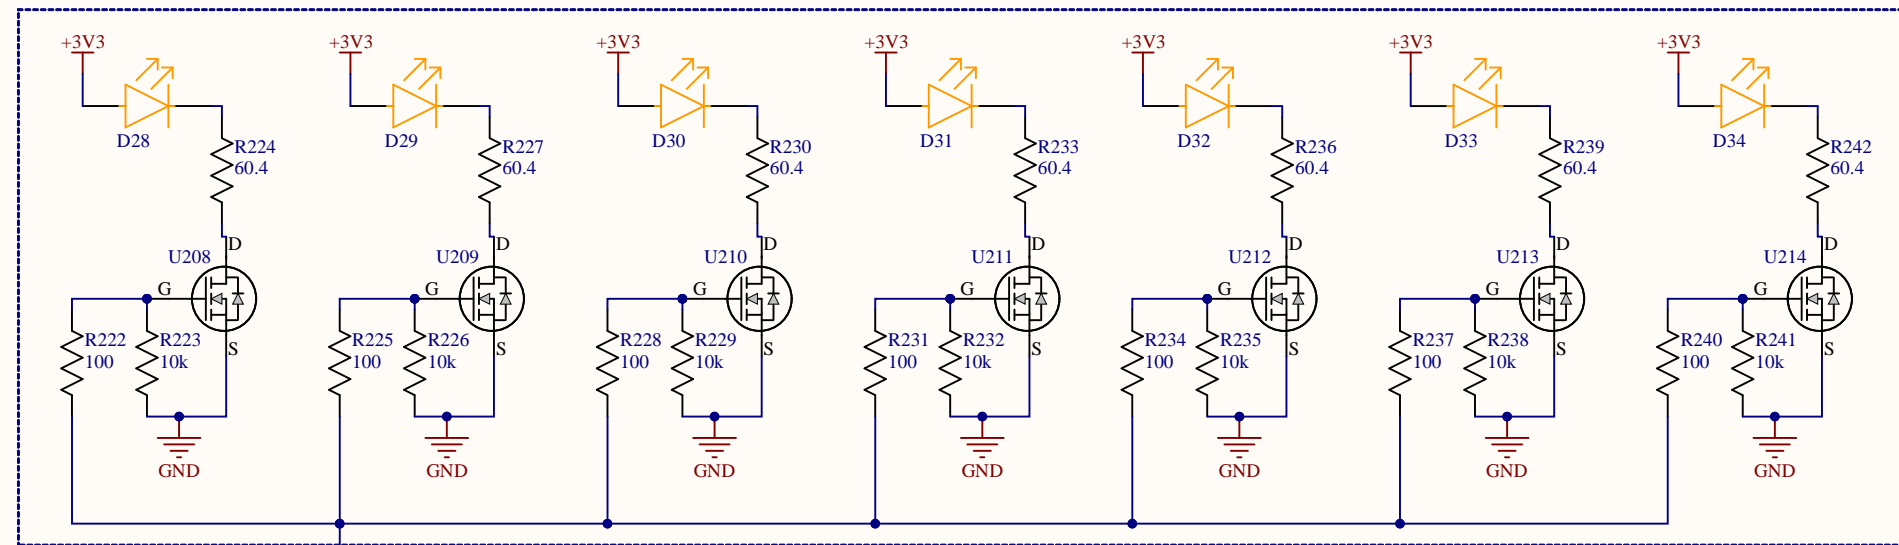 +3V3 +3V3 +3V3 +3V3 +3V3 +3V3 +3V3
D28 D29 D30 D31 D32 D33 D34
R224 R227 R230 R233 R236 R239 R242
60.4 60.4 60.4 60.4 60.4 60.4 60.4
D D D D D D D
U208 U209 U210 U211 U212 U213 U214
G G G G G G G
R222 R223 R225 R226 R228 R229 R231 R232 R234 R235 R237 R238 R240 R241
S S S S S S S
100 10k 100 10k 100 10k 100 10k 100 10k 100 10k 100 10k
GND GND GND GND GND GND GND